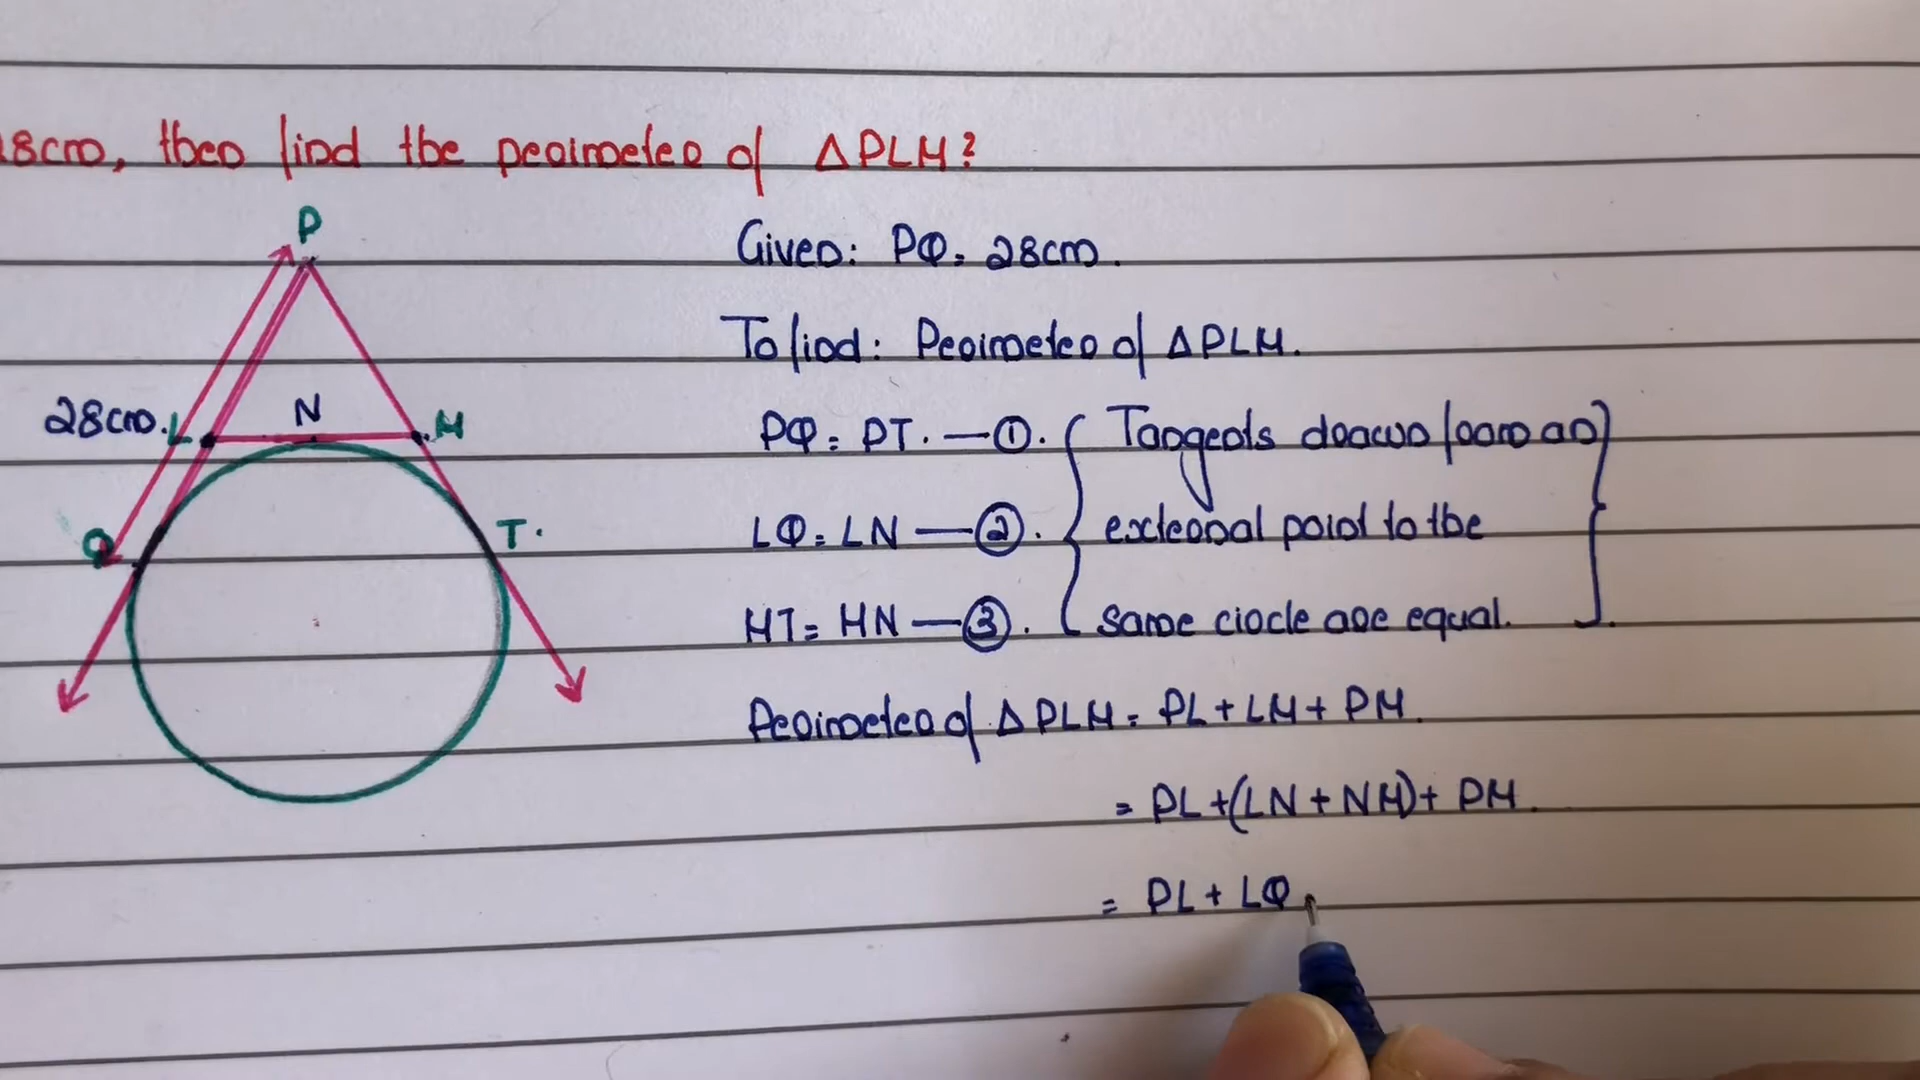 8cm, then find the perimeter of ΔPLM?
P
Given: PQ = 28cm.
To find: Perimeter of ΔPLM.
28cm. L N M
PQ = PT. — ①. { Tangents drawn from an }
Q T.
LQ = LN — ②. external point to the
MT = MN — ③. same circle are equal.
Perimeter of ΔPLM = PL + LM + PM.
= PL + (LN + NM) + PM.
= PL + LQ